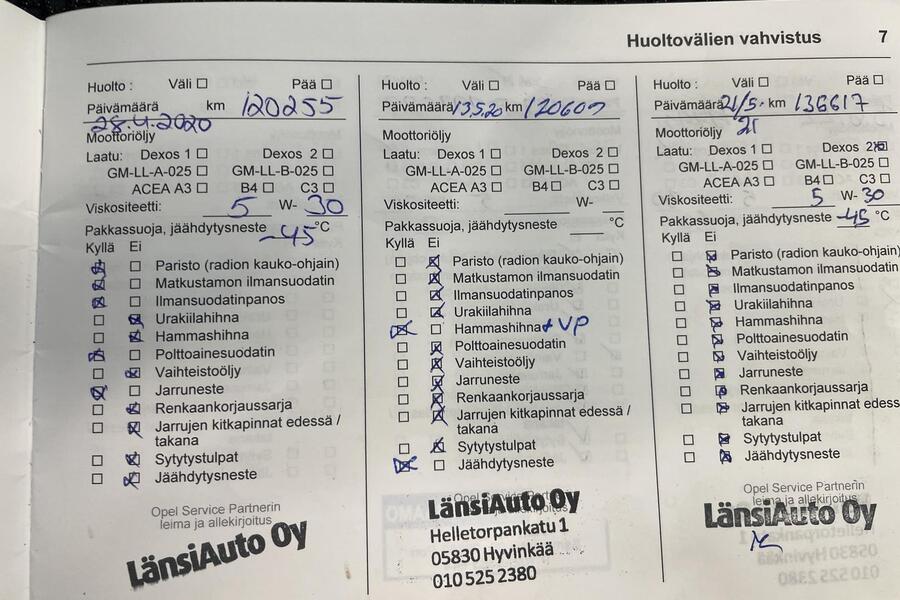 Huoltovälien vahvistus 7
Huolto : Väli ☐ Pää ☐
Päivämäärä km 120255
28.4.2020
Moottoriöljy
Laatu: Dexos 1 ☐ Dexos 2 ☐
GM-LL-A-025 ☐ GM-LL-B-025 ☐
ACEA A3 ☐ B4 ☐ C3 ☐
Viskositeetti: 5 W- 30
Pakkassuoja, jäähdytysneste -45 °C
Kyllä Ei
☒ ☐ Paristo (radion kauko-ohjain)
☒ ☐ Matkustamon ilmansuodatin
☒ ☐ Ilmansuodatinpanos
☐ ☒ Urakiilahihna
☐ ☒ Hammashihna
☒ ☐ Polttoainesuodatin
☐ ☒ Vaihteistoöljy
☒ ☐ Jarruneste
☐ ☒ Renkaankorjaussarja
☐ ☒ Jarrujen kitkapinnat edessä /
takana
☐ ☒ Sytytystulpat
☐ ☒ Jäähdytysneste
Opel Service Partnerin
leima ja allekirjoitus
LänsiAuto Oy
Huolto : Väli ☐ Pää ☐
Päivämäärä 13.5.20 km 120607
Moottoriöljy
Laatu: Dexos 1 ☐ Dexos 2 ☐
GM-LL-A-025 ☐ GM-LL-B-025 ☐
ACEA A3 ☐ B4 ☐ C3 ☐
Viskositeetti: W-
Pakkassuoja, jäähdytysneste °C
Kyllä Ei
☐ ☒ Paristo (radion kauko-ohjain)
☐ ☒ Matkustamon ilmansuodatin
☐ ☒ Ilmansuodatinpanos
☐ ☒ Urakiilahihna
☒ ☐ Hammashihna + VP
☐ ☒ Polttoainesuodatin
☐ ☒ Vaihteistoöljy
☐ ☒ Jarruneste
☐ ☒ Renkaankorjaussarja
☐ ☒ Jarrujen kitkapinnat edessä /
takana
☐ ☒ Sytytystulpat
☒ ☐ Jäähdytysneste
Opel Service Partnerin
leima ja allekirjoitus
LänsiAuto Oy
Helletorpankatu 1
05830 Hyvinkää
010 525 2380
Huolto : Väli ☐ Pää ☐
Päivämäärä 21/5. km 136617
21
Moottoriöljy
Laatu: Dexos 1 ☐ Dexos 2 ☒
GM-LL-A-025 ☐ GM-LL-B-025 ☐
ACEA A3 ☐ B4 ☐ C3 ☐
Viskositeetti: 5 W- 30
Pakkassuoja, jäähdytysneste -45 °C
Kyllä Ei
☐ ☒ Paristo (radion kauko-ohjain)
☐ ☒ Matkustamon ilmansuodatin
☐ ☒ Ilmansuodatinpanos
☐ ☒ Urakiilahihna
☐ ☒ Hammashihna
☐ ☒ Polttoainesuodatin
☐ ☒ Vaihteistoöljy
☐ ☒ Jarruneste
☐ ☒ Renkaankorjaussarja
☐ ☒ Jarrujen kitkapinnat edess
takana
☐ ☒ Sytytystulpat
☐ ☒ Jäähdytysneste
Opel Service Partnerin
leima ja allekirjoitus
LänsiAuto Oy